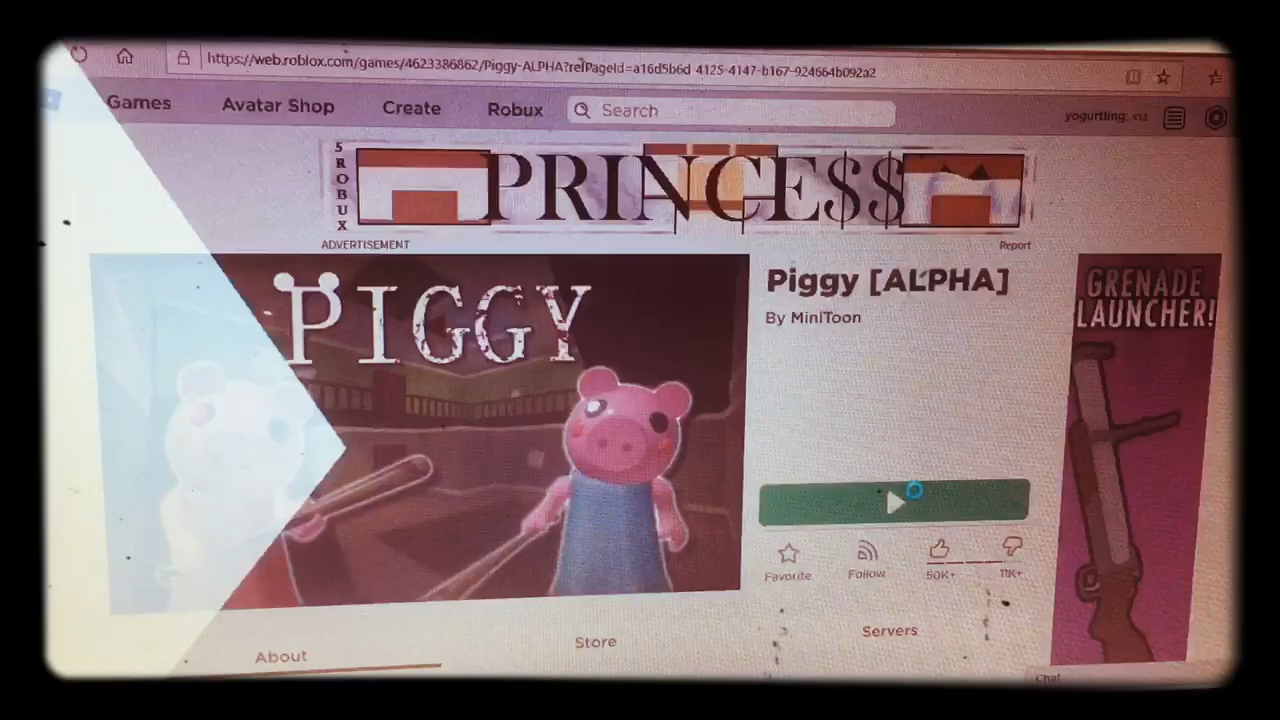 https://web.roblox.com/games/4623386862/Piggy-ALPHA?relPageId=a16d5b6d-4125-4147-b167-924664b092a2
Games Avatar Shop Create Robux Search yogurtling: <13
5 ROBUX PRINCE$$
ADVERTISEMENT Report
PIGGY
Piggy [ALPHA]
By MiniToon
GRENADE
LAUNCHER!
Favorite Follow 50K+ 11K+
About Store Servers
Chat